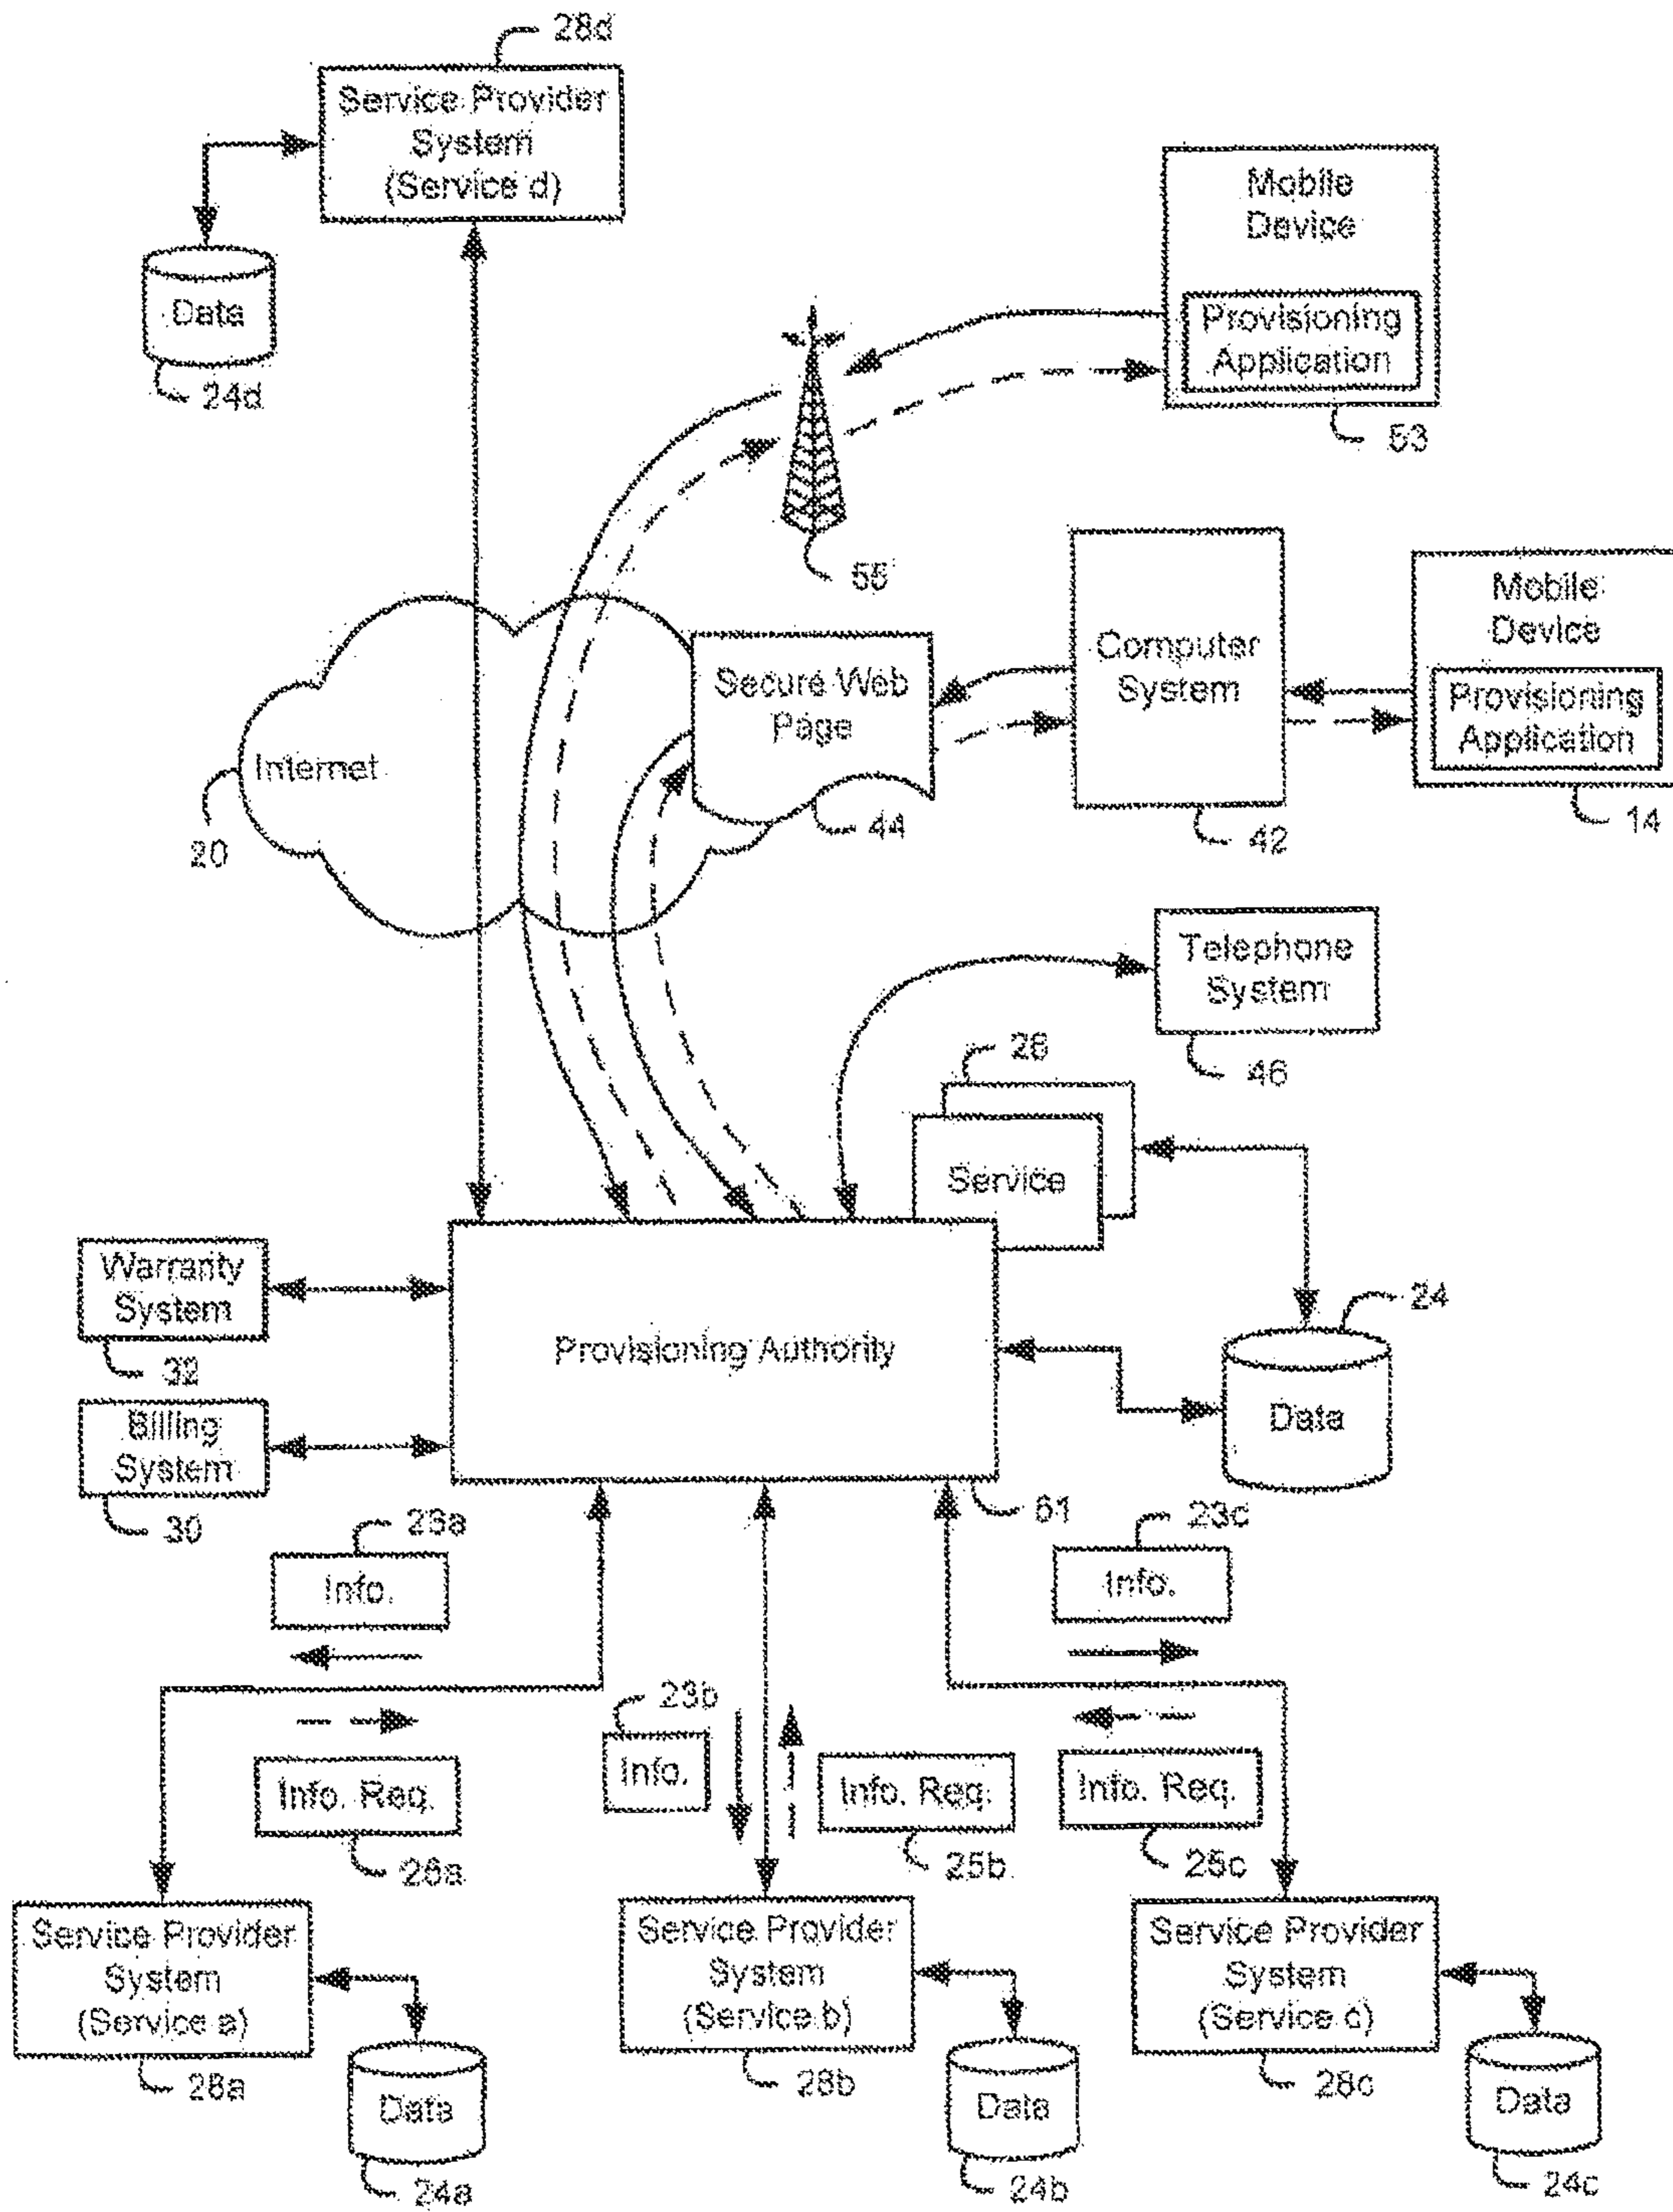 28d
Service Provider
System
(Service d)
Data
24d
Mobile
Device
Provisioning
Application
53
55
Mobile
Device
Provisioning
Application
14
Computer
System
42
Secure Web
Page
44
Internet
20
Telephone
System
46
28
Service
24
Data
Warranty
System
32
Billing
System
30
Provisioning Authority
51
23a
Info.
23c
Info.
23b
Info.
Info. Req.
25a
Info. Req.
25b
Info. Req.
25c
Service Provider
System
(Service a)
28a
Data
24a
Service Provider
System
(Service b)
28b
Data
24b
Service Provider
System
(Service c)
28c
Data
24c